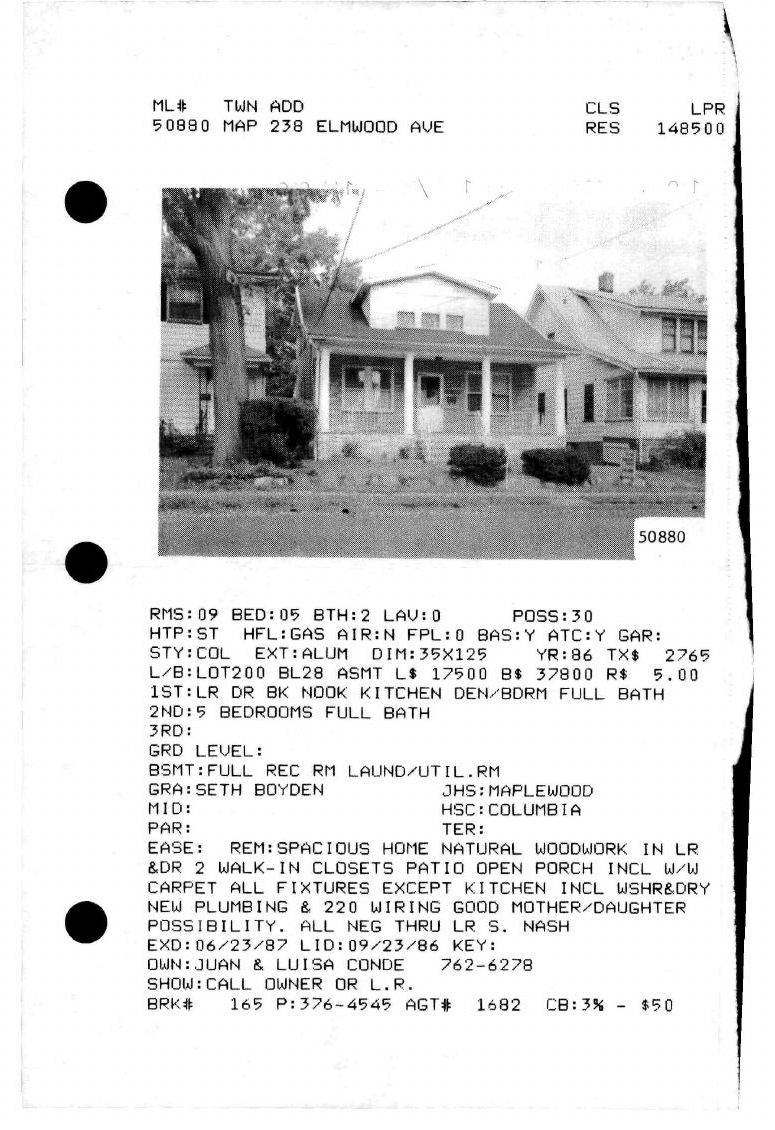 ML# TWN ADD CLS LPR
50880 MAP 238 ELMWOOD AVE RES 148500
50880
RMS:09 BED:05 BTH:2 LAV:0 POSS:30
HTP:ST HFL:GAS AIR:N FPL:0 BAS:Y ATC:Y GAR:
STY:COL EXT:ALUM DIM:35X125 YR:86 TX$ 2765
L/B:LOT200 BL28 ASMT L$ 17500 B$ 37800 R$ 5.00
1ST:LR DR BK NOOK KITCHEN DEN/BDRM FULL BATH
2ND:5 BEDROOMS FULL BATH
3RD:
GRD LEVEL:
BSMT:FULL REC RM LAUND/UTIL.RM
GRA:SETH BOYDEN JHS:MAPLEWOOD
MID: HSC:COLUMBIA
PAR: TER:
EASE: REM:SPACIOUS HOME NATURAL WOODWORK IN LR
&DR 2 WALK-IN CLOSETS PATIO OPEN PORCH INCL W/W
CARPET ALL FIXTURES EXCEPT KITCHEN INCL WSHR&DRY
NEW PLUMBING & 220 WIRING GOOD MOTHER/DAUGHTER
POSSIBILITY. ALL NEG THRU LR S. NASH
EXD:06/23/87 LID:09/23/86 KEY:
OWN:JUAN & LUISA CONDE 762-6278
SHOW:CALL OWNER OR L.R.
BRK# 165 P:376-4545 AGT# 1682 CB:3% - $50